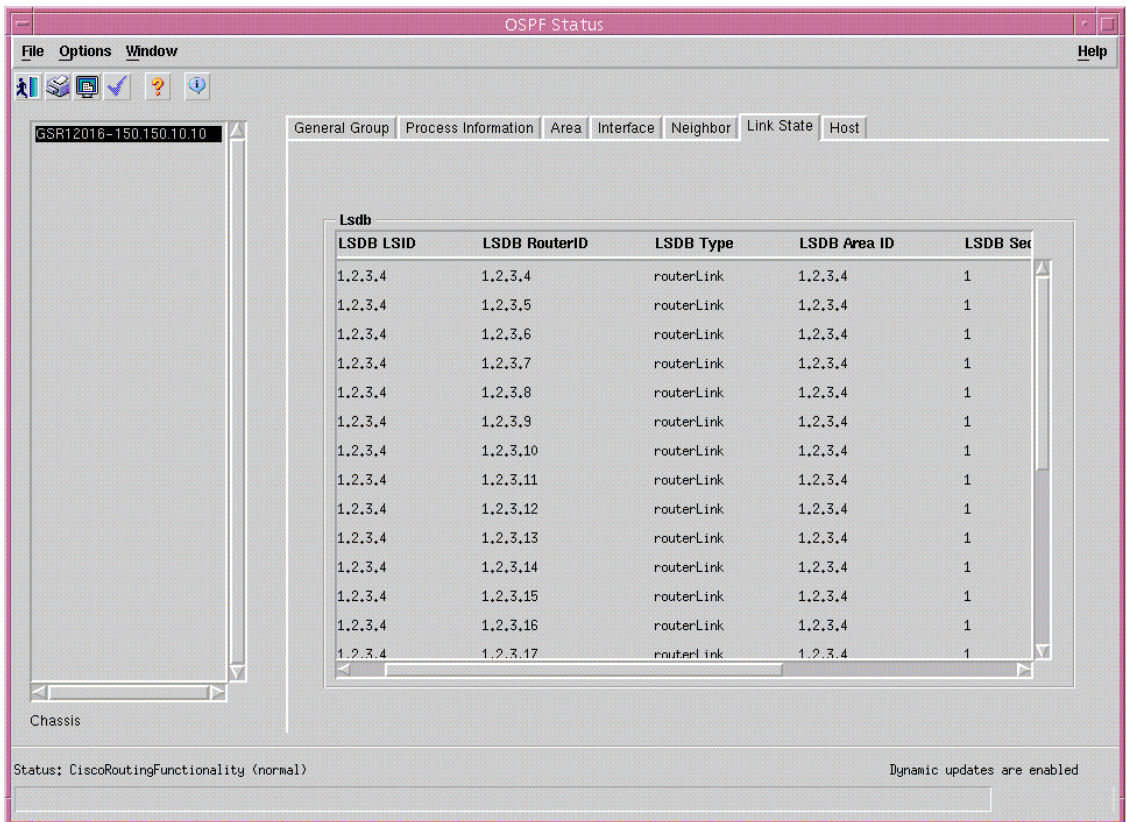 OSPF Status
File Options Window Help
GSR12016-150.150.10.10
General Group Process Information Area Interface Neighbor Link State Host
Lsdb
LSDB LSID LSDB RouterID LSDB Type LSDB Area ID LSDB Sec
1.2.3.4 1.2.3.4 routerLink 1.2.3.4 1
1.2.3.4 1.2.3.5 routerLink 1.2.3.4 1
1.2.3.4 1.2.3.6 routerLink 1.2.3.4 1
1.2.3.4 1.2.3.7 routerLink 1.2.3.4 1
1.2.3.4 1.2.3.8 routerLink 1.2.3.4 1
1.2.3.4 1.2.3.9 routerLink 1.2.3.4 1
1.2.3.4 1.2.3.10 routerLink 1.2.3.4 1
1.2.3.4 1.2.3.11 routerLink 1.2.3.4 1
1.2.3.4 1.2.3.12 routerLink 1.2.3.4 1
1.2.3.4 1.2.3.13 routerLink 1.2.3.4 1
1.2.3.4 1.2.3.14 routerLink 1.2.3.4 1
1.2.3.4 1.2.3.15 routerLink 1.2.3.4 1
1.2.3.4 1.2.3.16 routerLink 1.2.3.4 1
1.2.3.4 1.2.3.17 routerLink 1.2.3.4 1
Chassis
Status: CiscoRoutingFunctionality (normal) Dynamic updates are enabled